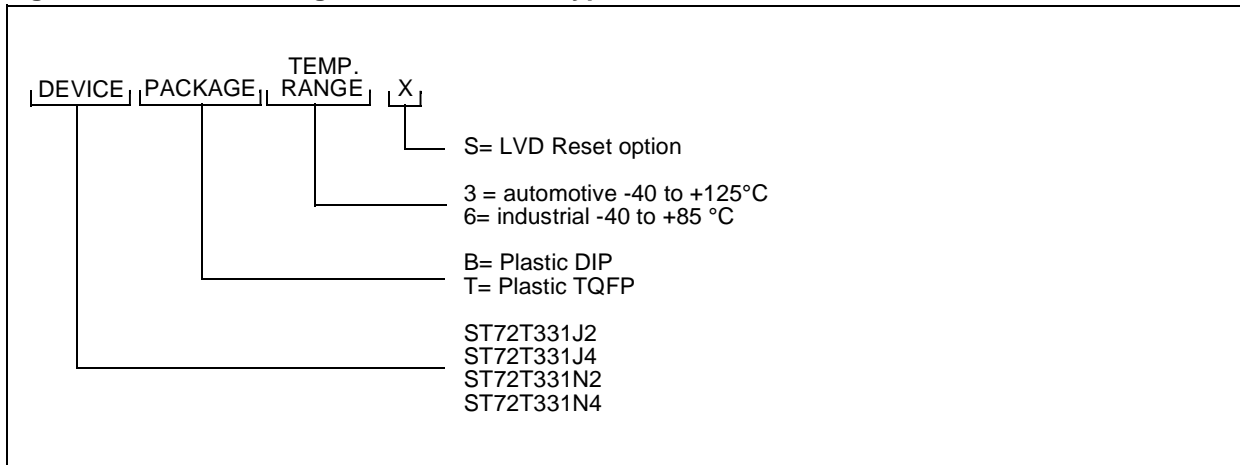 TEMP.
DEVICE PACKAGE RANGE X
S= LVD Reset option
3 = automotive -40 to +125°C
6= industrial -40 to +85 °C
B= Plastic DIP
T= Plastic TQFP
ST72T331J2
ST72T331J4
ST72T331N2
ST72T331N4